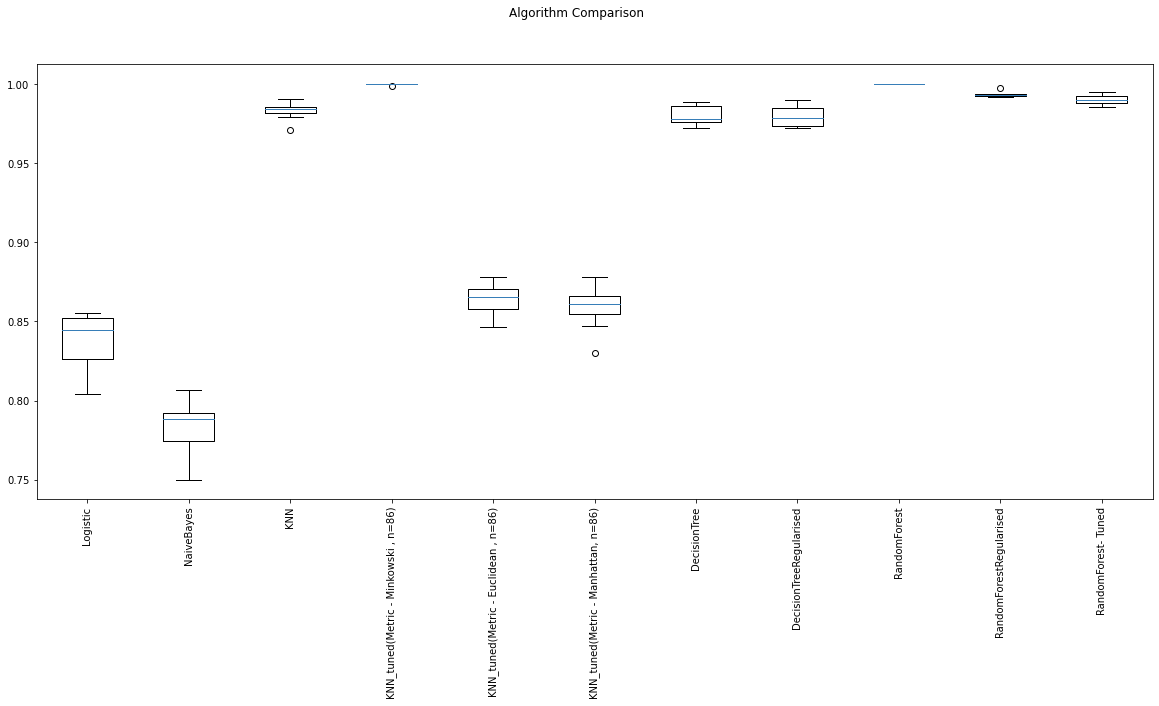 Algorithm Comparison
1.00
0.95
0.90
0.85
0.80
0.75
Logistic
NaiveBayes
KNN
KNN_tuned(Metric - Minkowski , n=86)
KNN_tuned(Metric - Euclidean , n=86)
KNN_tuned(Metric - Manhattan, n=86)
DecisionTree
DecisionTreeRegularised
RandomForest
RandomForestRegularised
RandomForest- Tuned